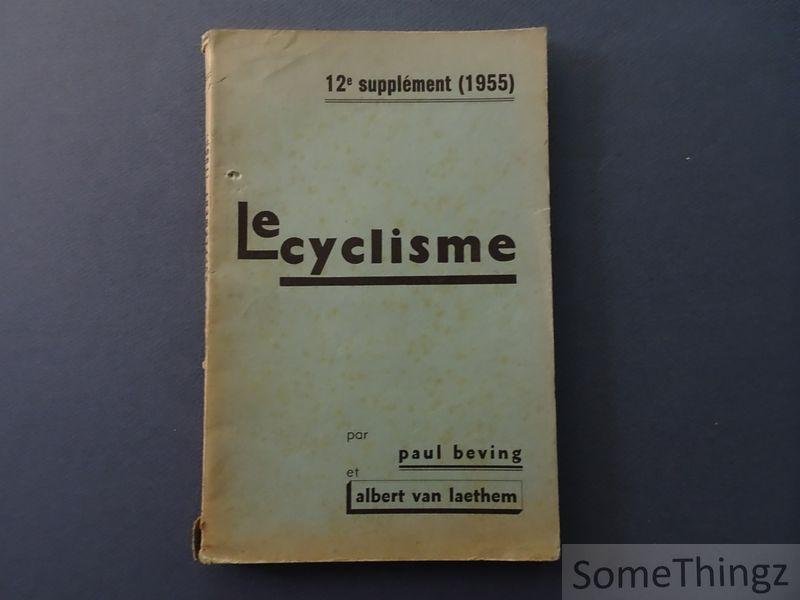 12e supplément (1955)
Le
cyclisme
par
paul beving
et
albert van laethem
SomeThingz